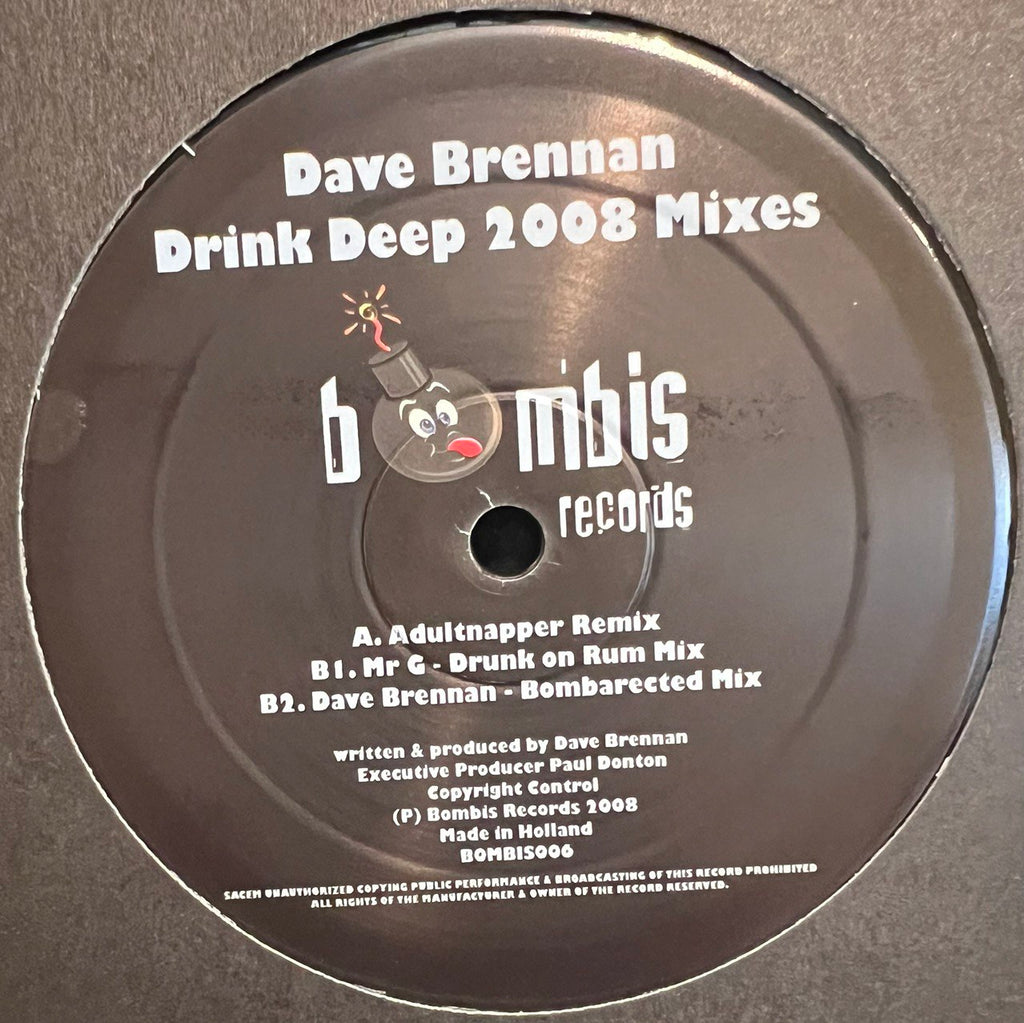 Dave Brennan
Drink Deep 2008 Mixes
bombis
records
A. Adultnapper Remix
B1. Mr G - Drunk on Rum Mix
B2. Dave Brennan - Bombarected Mix
written & produced by Dave Brennan
Executive Producer Paul Donton
Copyright Control
(P) Bombis Records 2008
Made in Holland
BOMBIS006
SACEM UNAUTHORIZED COPYING PUBLIC PERFORMANCE & BROADCASTING OF THIS RECORD PROHIBITED
ALL RIGHTS OF THE MANUFACTURER & OWNER OF THE RECORD RESERVED.